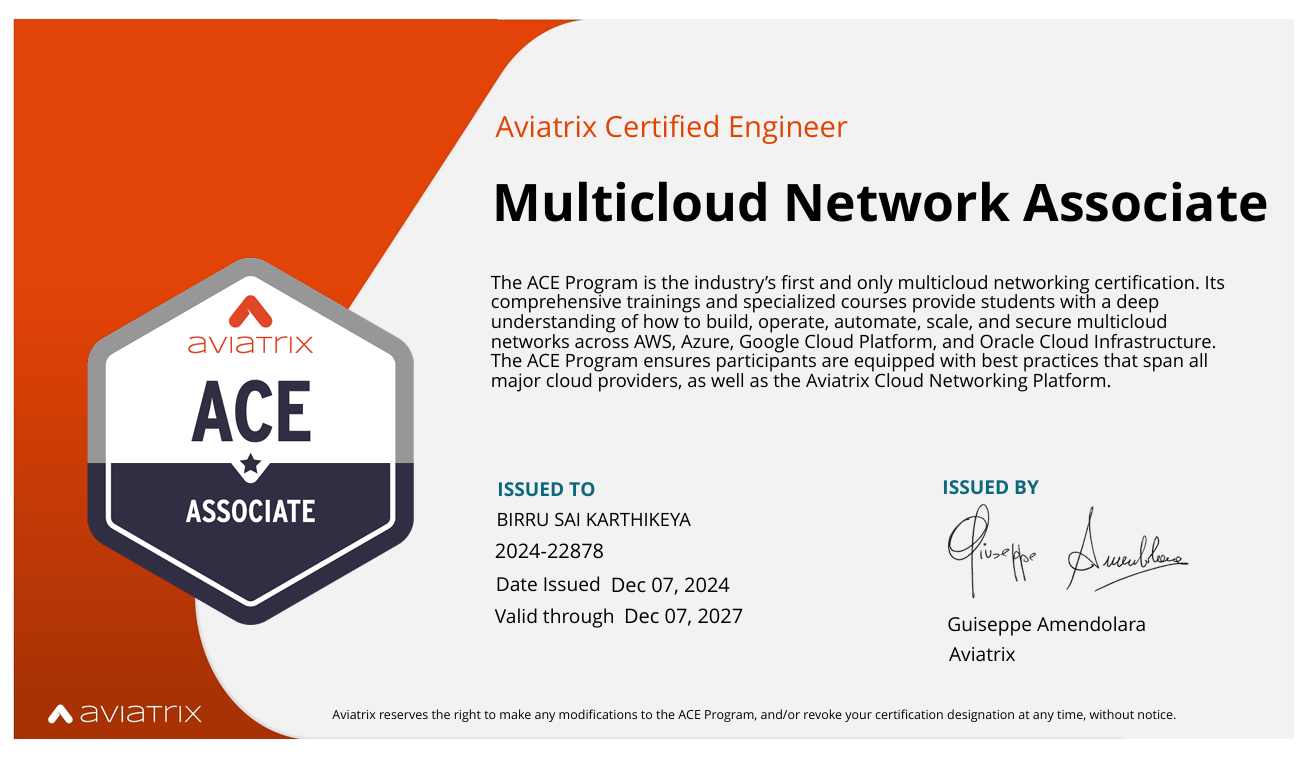 Aviatrix Certified Engineer
Multicloud Network Associate
aviatrix
ACE
ASSOCIATE
The ACE Program is the industry’s first and only multicloud networking certification. Its
comprehensive trainings and specialized courses provide students with a deep
understanding of how to build, operate, automate, scale, and secure multicloud
networks across AWS, Azure, Google Cloud Platform, and Oracle Cloud Infrastructure.
The ACE Program ensures participants are equipped with best practices that span all
major cloud providers, as well as the Aviatrix Cloud Networking Platform.
ISSUED TO
BIRRU SAI KARTHIKEYA
2024-22878
Date Issued Dec 07, 2024
Valid through Dec 07, 2027
ISSUED BY
Giuseppe Amendolara
Guiseppe Amendolara
Aviatrix
aviatrix
Aviatrix reserves the right to make any modifications to the ACE Program, and/or revoke your certification designation at any time, without notice.